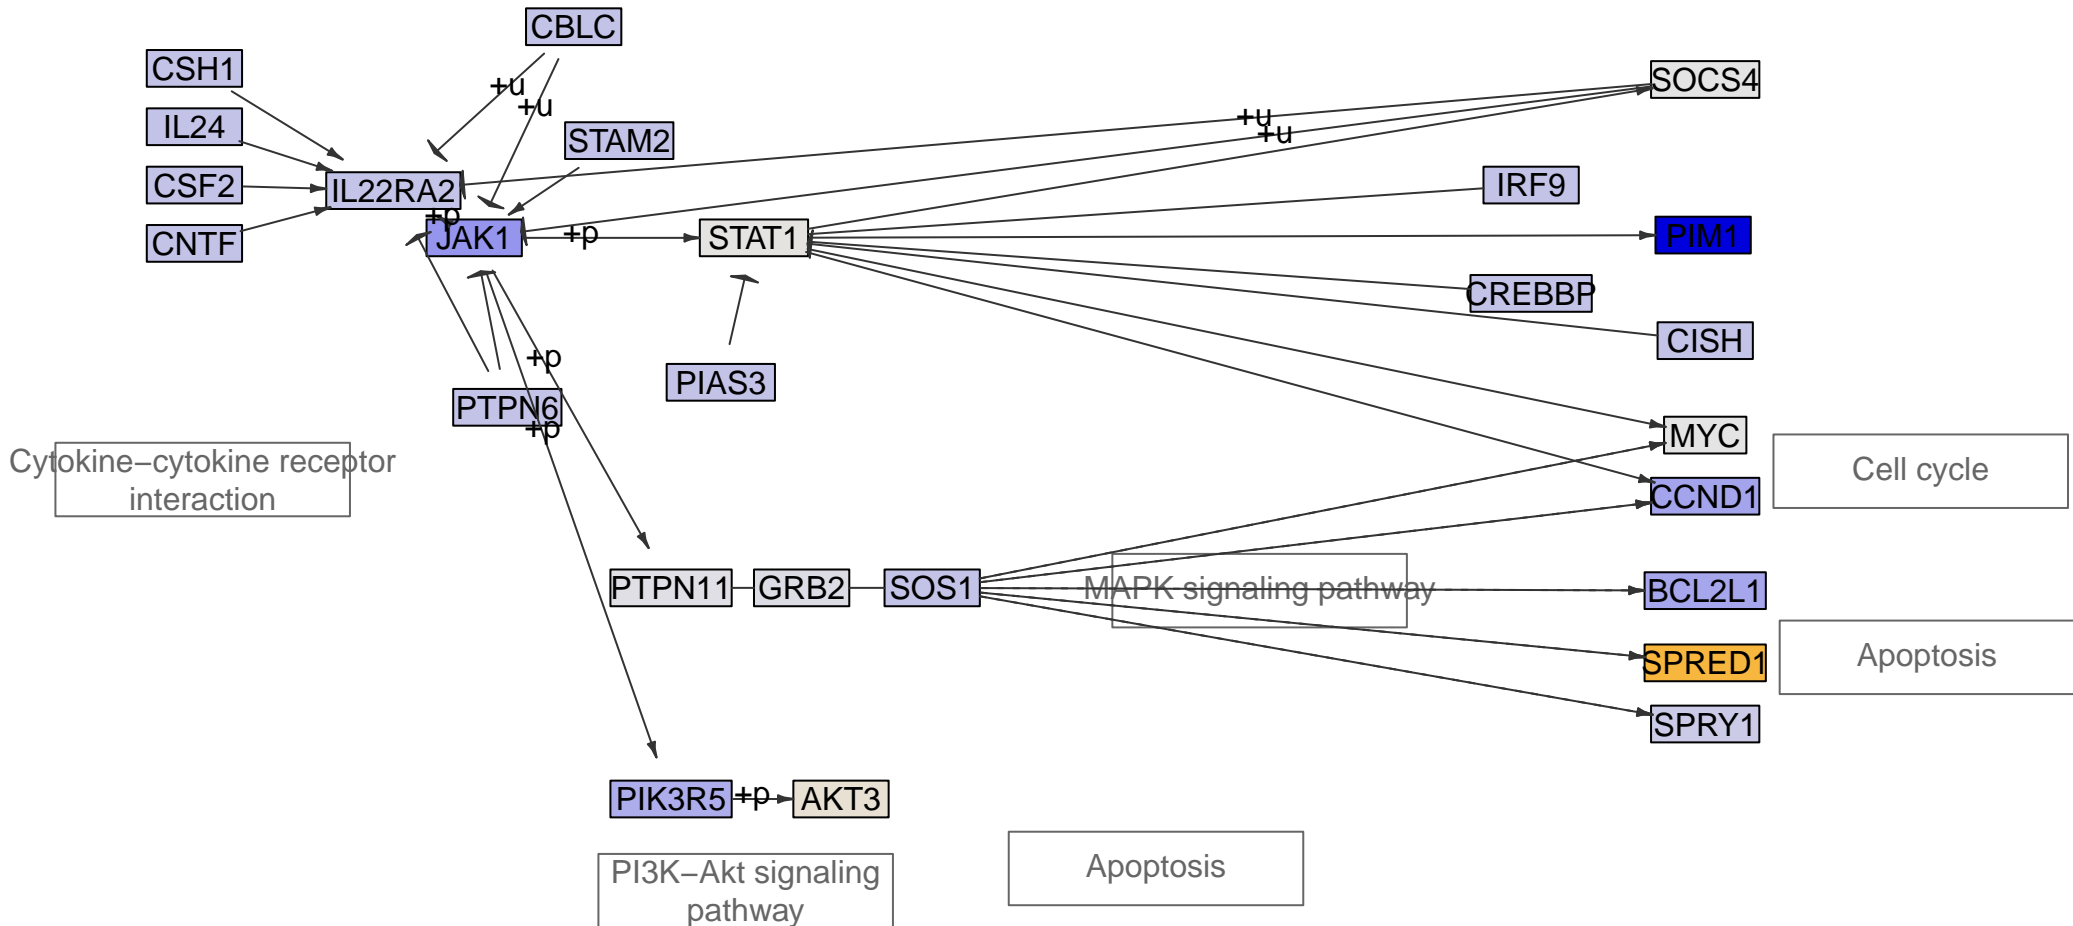 CBLC
CSH1
SOCS4
+u
+u
+u
IL24
+u
STAM2
CSF2
IL22RA2
IRF9
+p
CNTF
JAK1
+p
STAT1
PIM1
CREBBP
CISH
+p
PIAS3
PTPN6
+p
MYC
Cytokine–cytokine receptor
interaction
Cell cycle
CCND1
PTPN11
GRB2
SOS1
MAPK signaling pathway
BCL2L1
SPRED1
Apoptosis
SPRY1
PIK3R5
+p
AKT3
Apoptosis
PI3K–Akt signaling
pathway